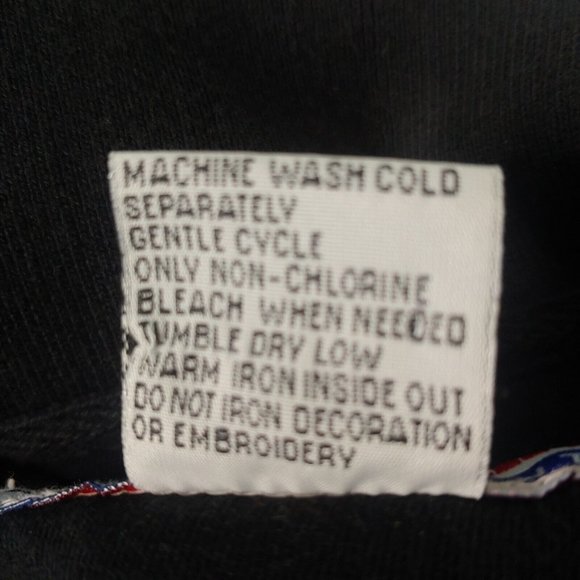 MACHINE WASH COLD
SEPARATELY
GENTLE CYCLE
ONLY NON-CHLORINE
BLEACH WHEN NEEDED
TUMBLE DRY LOW
WARM IRON INSIDE OUT
DO NOT IRON DECORATION
OR EMBROIDERY